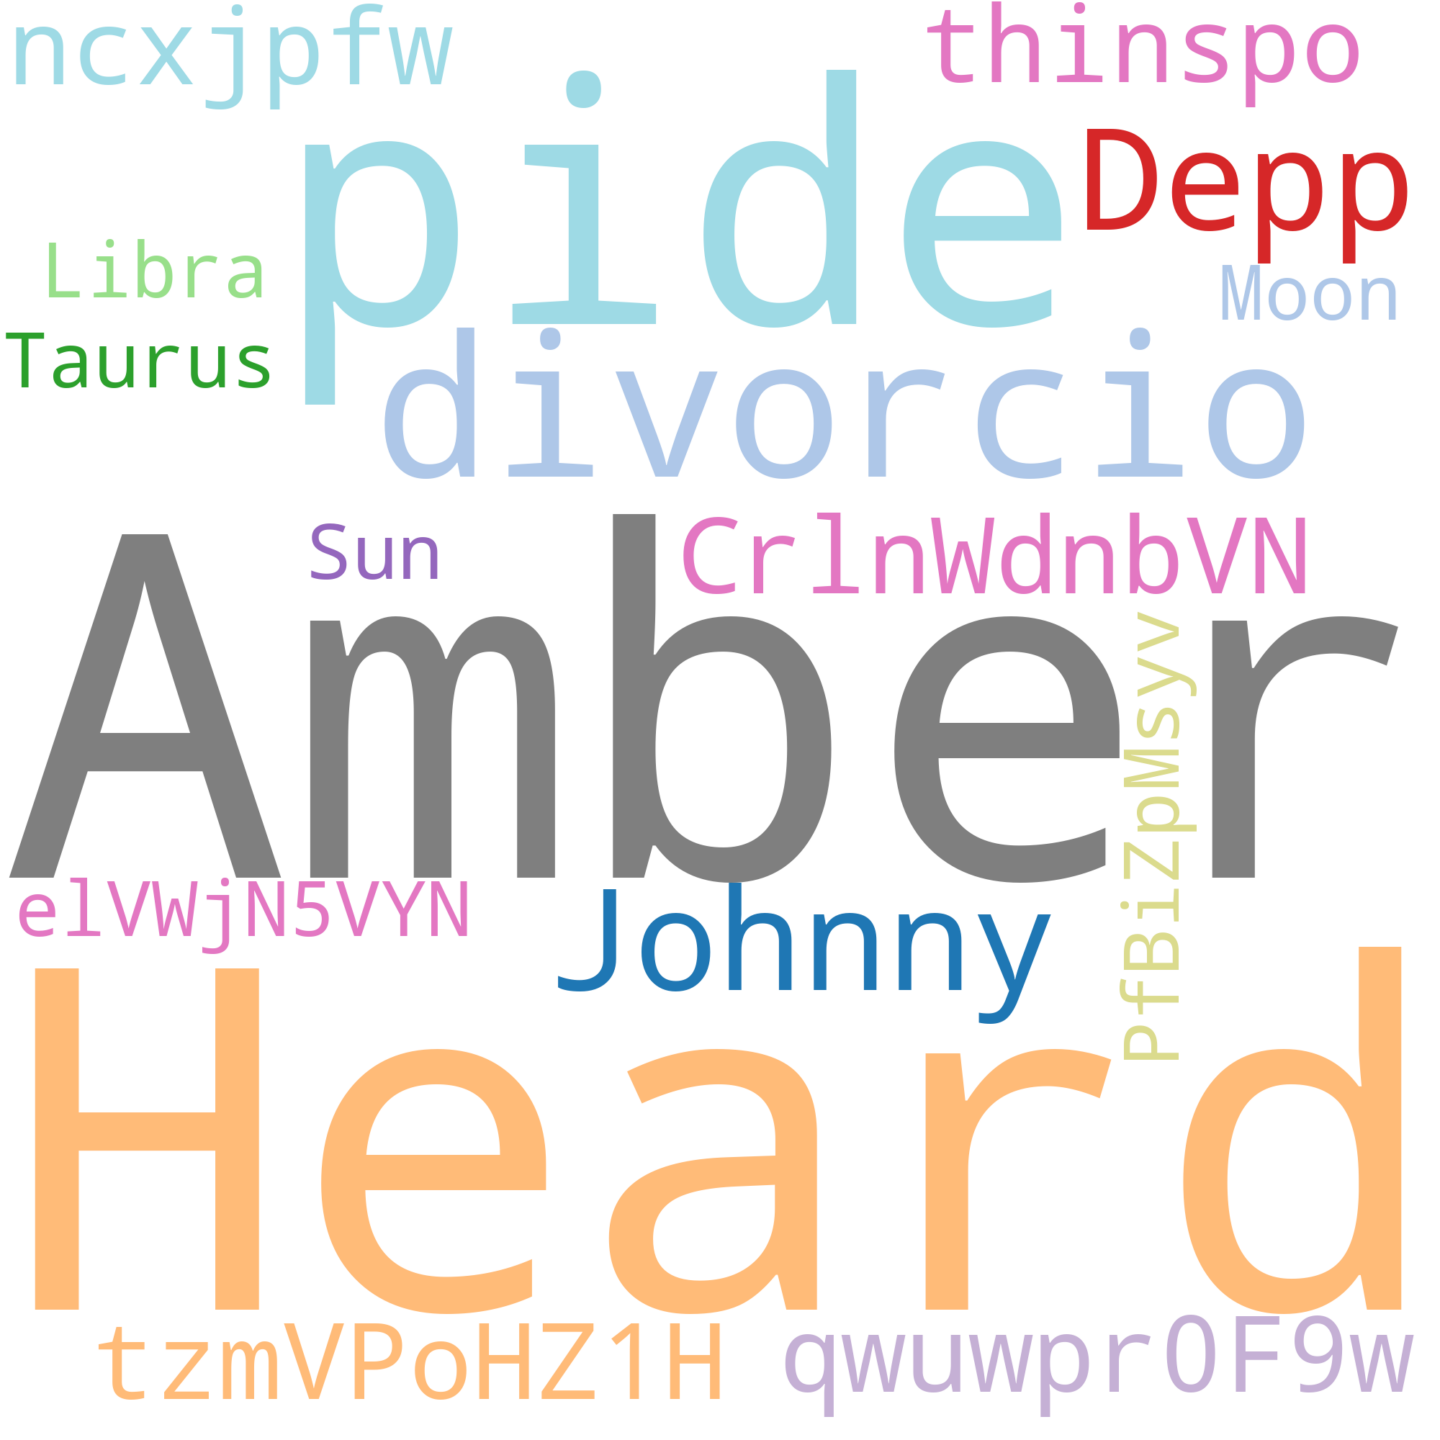 ncxjpfw
thinspo
pide
Depp
Libra
Moon
Taurus
divorcio
Sun
CrlnWdnbVN
Amber
PfBiZpMsyv
elVWjN5VYN
Johnny
Heard
tzmVPoHZ1H
qwuwpr0F9w